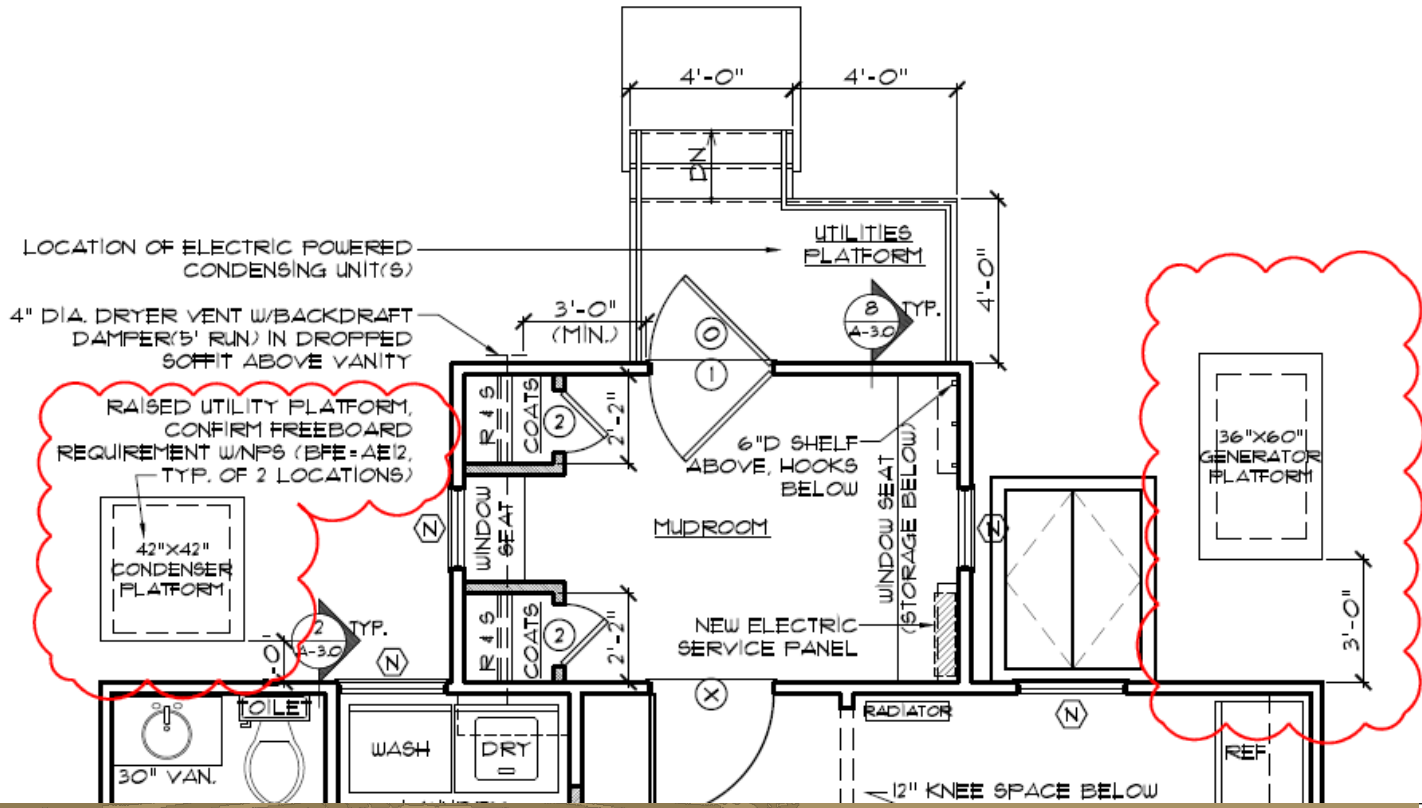 4'-0"
4'-0"
DN
LOCATION OF ELECTRIC POWERED
CONDENSING UNIT(S)
UTILITIES
PLATFORM
4'-0"
4" DIA. DRYER VENT W/BACKDRAFT
DAMPER(5' RUN) IN DROPPED
SOFFIT ABOVE VANITY
3'-0"
(MIN.)
8
A-3.0
TYP.
0
1
RAISED UTILITY PLATFORM,
CONFIRM FREEBOARD
REQUIREMENT W/NPS (BFE=AE12,
TYP. OF 2 LOCATIONS)
R & S
COATS
2
2'-2"
6"D SHELF
ABOVE, HOOKS
BELOW
36"X60"
GENERATOR
PLATFORM
N
WINDOW
SEAT
MUDROOM
WINDOW SEAT
(STORAGE BELOW)
N
42"X42"
CONDENSER
PLATFORM
2
A-3.0
TYP.
R & S
COATS
2
2'-2"
NEW ELECTRIC
SERVICE PANEL
3'-0"
N
X
RADIATOR
N
TOILET
30" VAN.
WASH
DRY
REF
12" KNEE SPACE BELOW